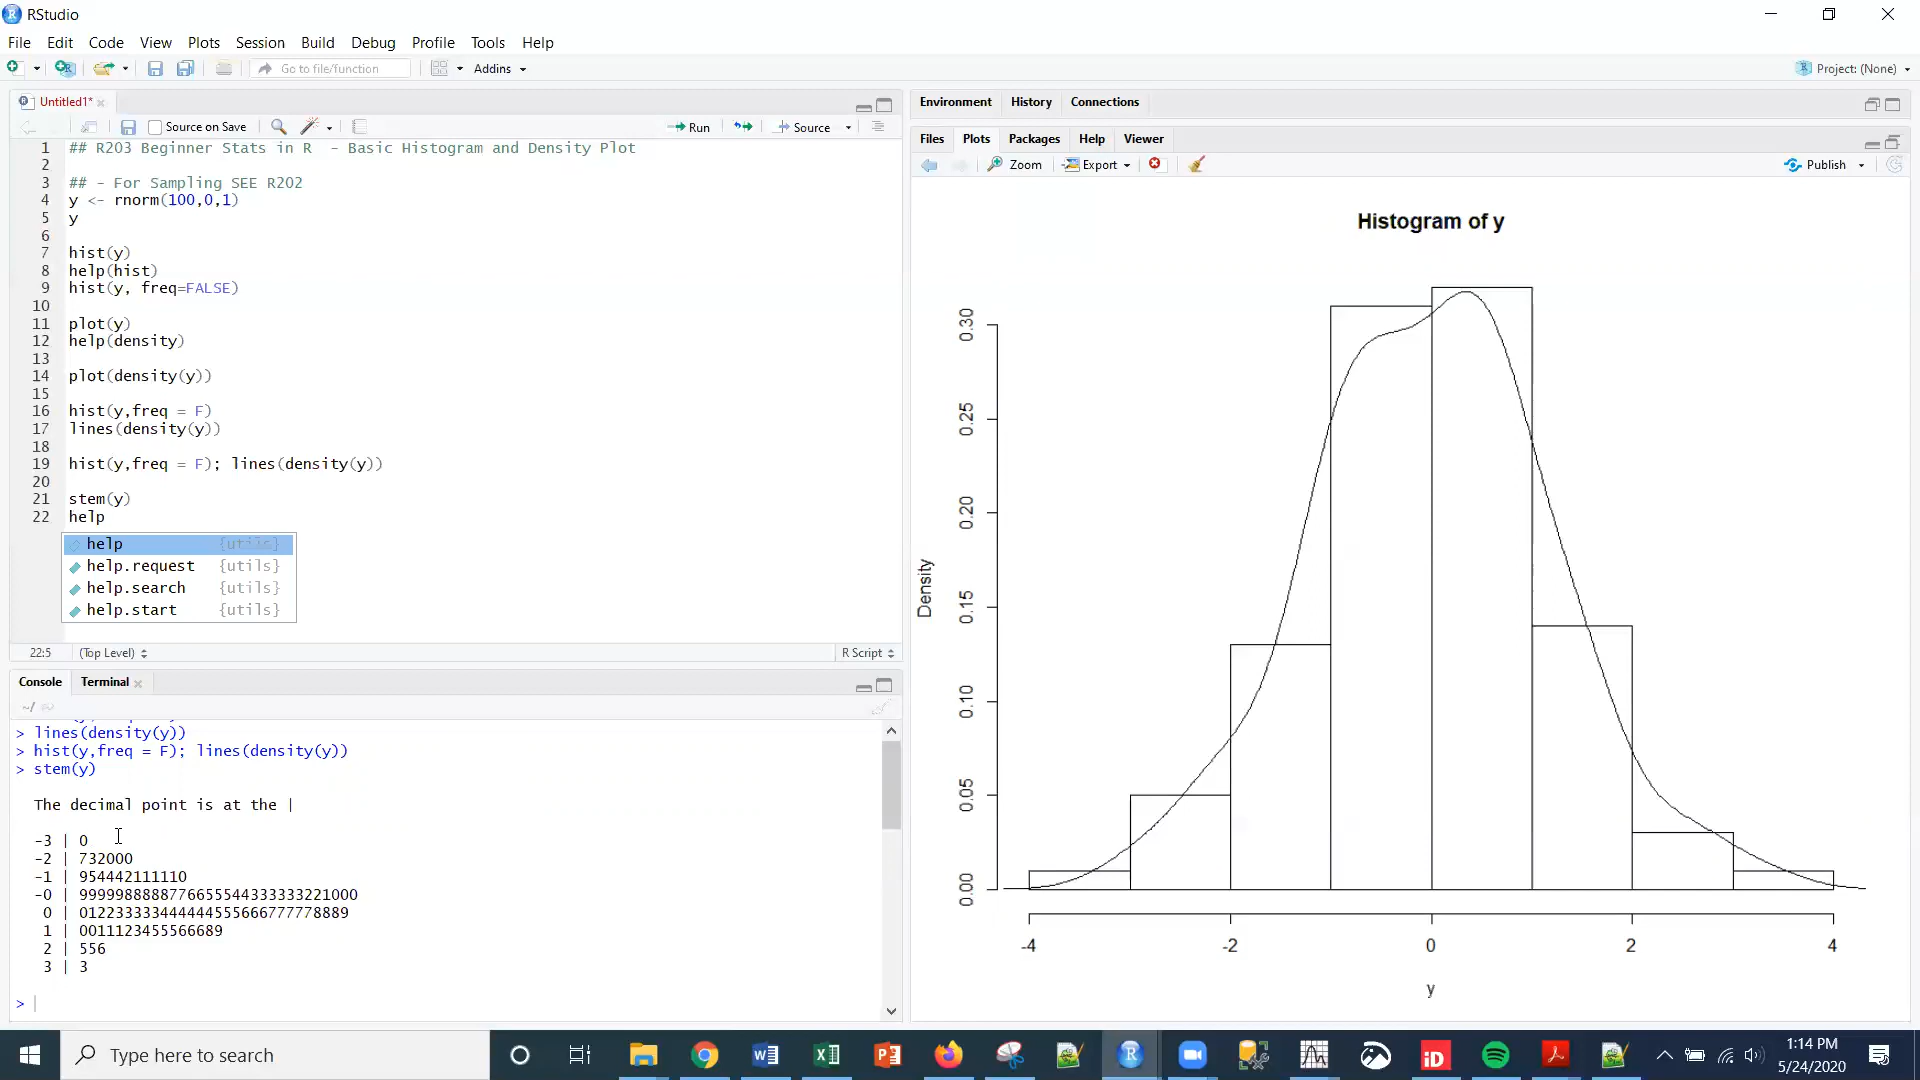 RStudio
File Edit Code View Plots Session Build Debug Profile Tools Help
Go to file/function Addins Project: (None)
Untitled1*
Source on Save Run Source
1 ## R203 Beginner Stats in R  - Basic Histogram and Density Plot
2
3 ## - For Sampling SEE R202
4 y <- rnorm(100,0,1)
5 y
6
7 hist(y)
8 help(hist)
9 hist(y, freq=FALSE)
10
11 plot(y)
12 help(density)
13
14 plot(density(y))
15
16 hist(y,freq = F)
17 lines(density(y))
18
19 hist(y,freq = F); lines(density(y))
20
21 stem(y)
22 help
help {utils}
help.request {utils}
help.search {utils}
help.start {utils}
22:5 (Top Level) R Script
Console Terminal
~/
> lines(density(y))
> hist(y,freq = F); lines(density(y))
> stem(y)
The decimal point is at the |
-3 | 0
-2 | 732000
-1 | 954442111110
-0 | 9999988888776655544333333221000
0 | 01223333344444555666777778889
1 | 0011123455566689
2 | 556
3 | 3
>
Environment History Connections
Files Plots Packages Help Viewer
Zoom Export Publish
Histogram of y
Density
0.30
0.25
0.20
0.15
0.10
0.05
0.00
-4 -2 0 2 4
y
Type here to search
1:14 PM
5/24/2020